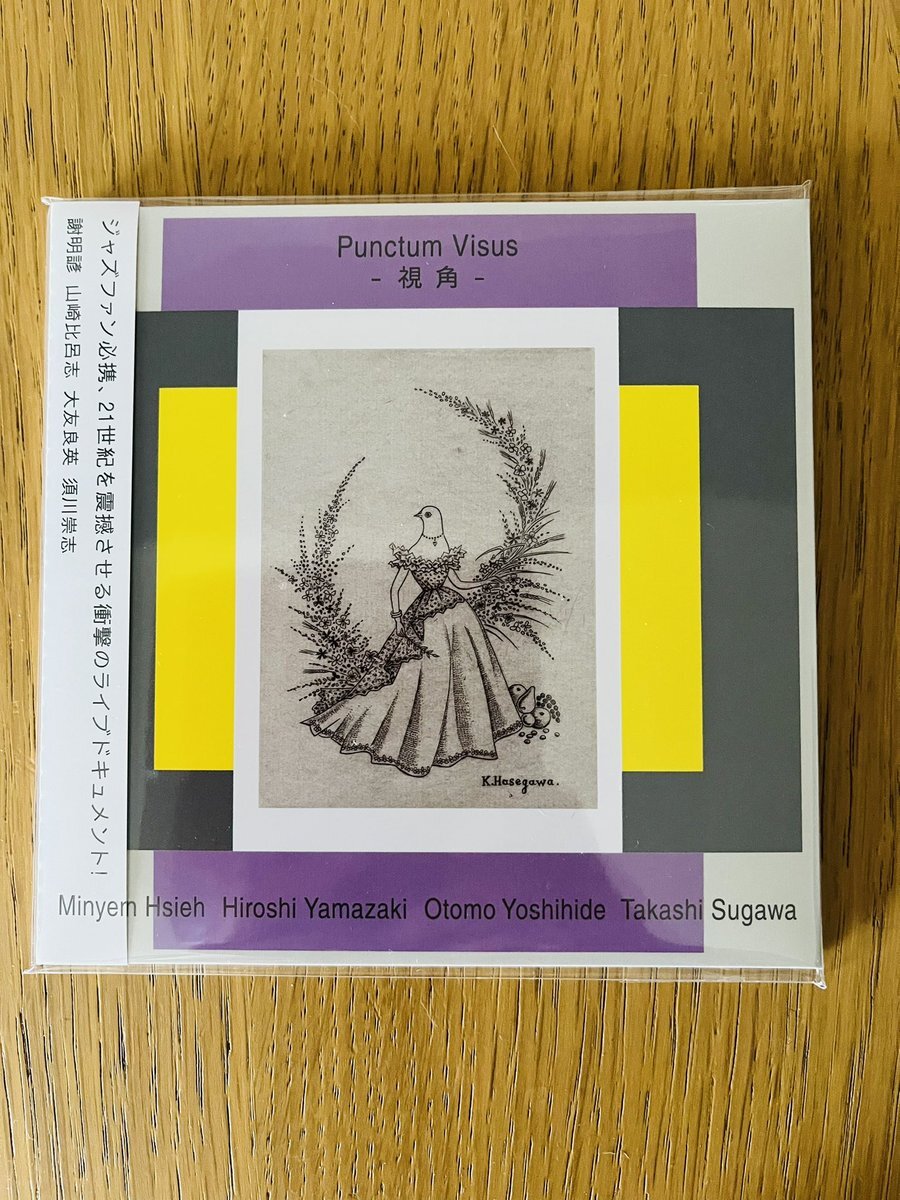 Punctum Visus
- 視 角 -
ジャズファン必携、21世紀を震撼させる衝撃のライブドキュメント!
謝明諺 山崎比呂志 大友良英 須川崇志
K.Hasegawa.
Minyern Hsieh Hiroshi Yamazaki Otomo Yoshihide Takashi Sugawa